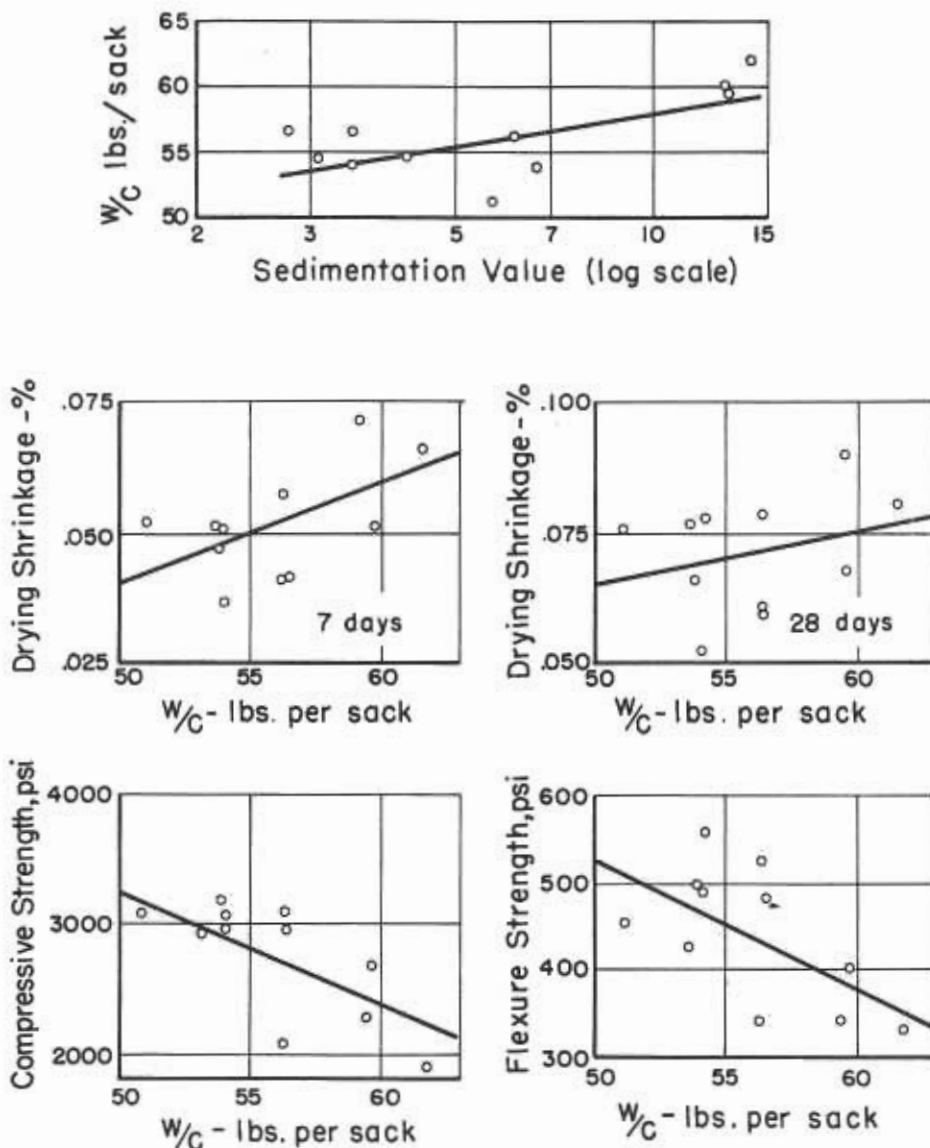 W/C lbs./sack
65
60
55
50
2 3 5 7 10 15
Sedimentation Value (log scale)
Drying Shrinkage-%
.075
.050
.025
7 days
50 55 60
W/C - lbs. per sack
Drying Shrinkage-%
.100
.075
.050
28 days
50 55 60
W/C - lbs. per sack
Compressive Strength,psi
4000
3000
2000
50 55 60
W/C - lbs. per sack
Flexure Strength,psi
600
500
400
300
50 55 60
W/C - lbs. per sack